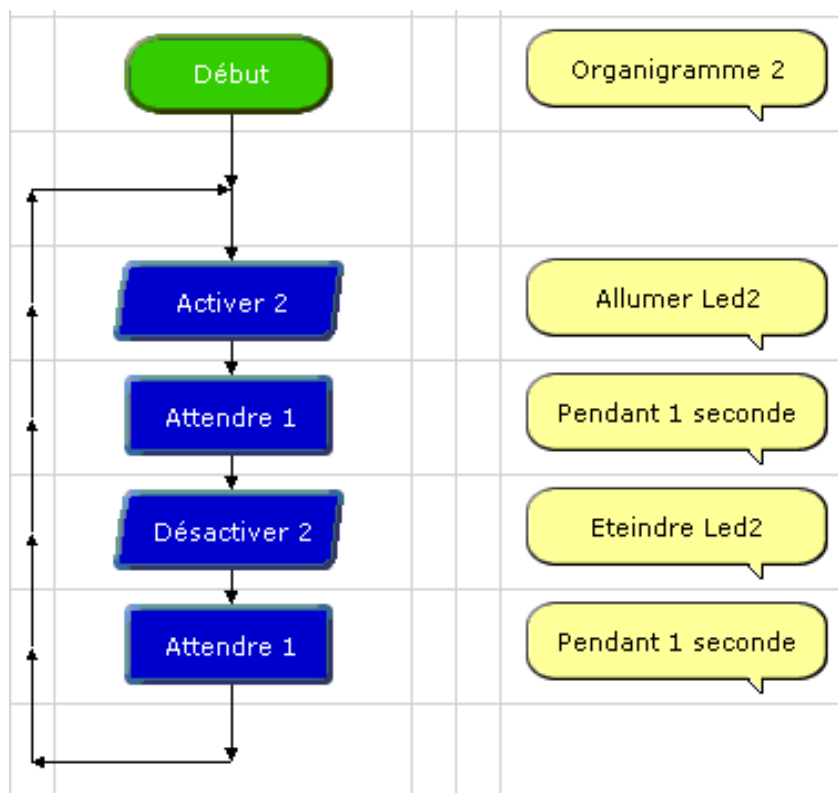 Début
Organigramme 2
Activer 2
Allumer Led2
Attendre 1
Pendant 1 seconde
Désactiver 2
Eteindre Led2
Attendre 1
Pendant 1 seconde